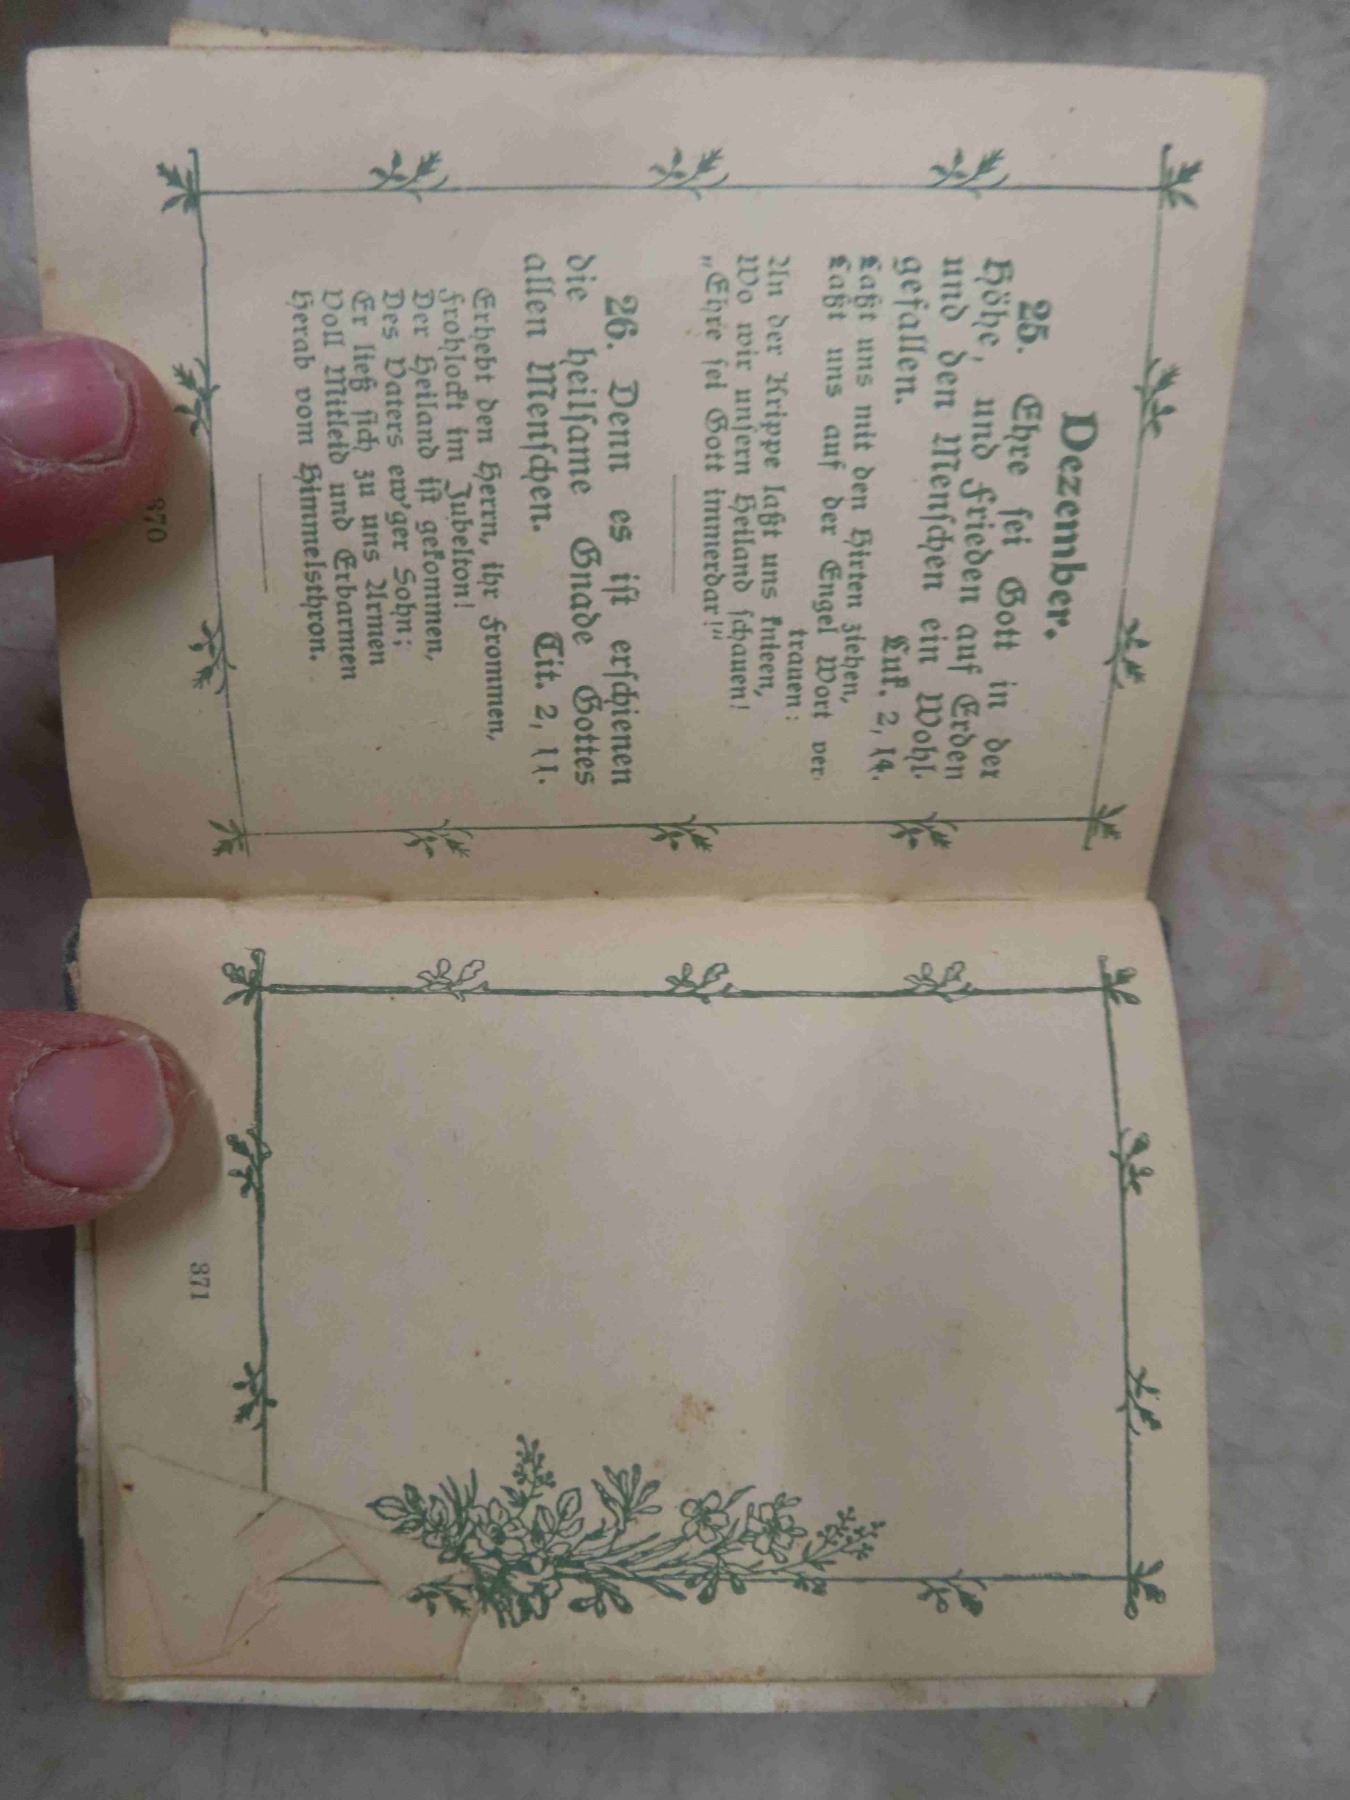 Dezember.
25. Ehre sei Gott in der
Höhe, und Frieden auf Erden
und den Menschen ein Wohl-
gefallen. Luk. 2, 14.
Laßt uns mit den Hirten ziehen,
Laßt uns auf der Engel Wort ver-
trauen:
An der Krippe laßt uns knieen,
Wo wir unsern Heiland schauen!
„Ehre sei Gott immerdar!“
26. Denn es ist erschienen
die heilsame Gnade Gottes
allen Menschen. Tit. 2, 11.
Erhebt den Herrn, ihr Frommen,
Frohlockt im Jubelton!
Der Heiland ist gekommen,
Des Vaters ew'ger Sohn;
Er ließ sich zu uns Armen
Voll Mitleid und Erbarmen
Herab vom Himmelsthron.
370
371